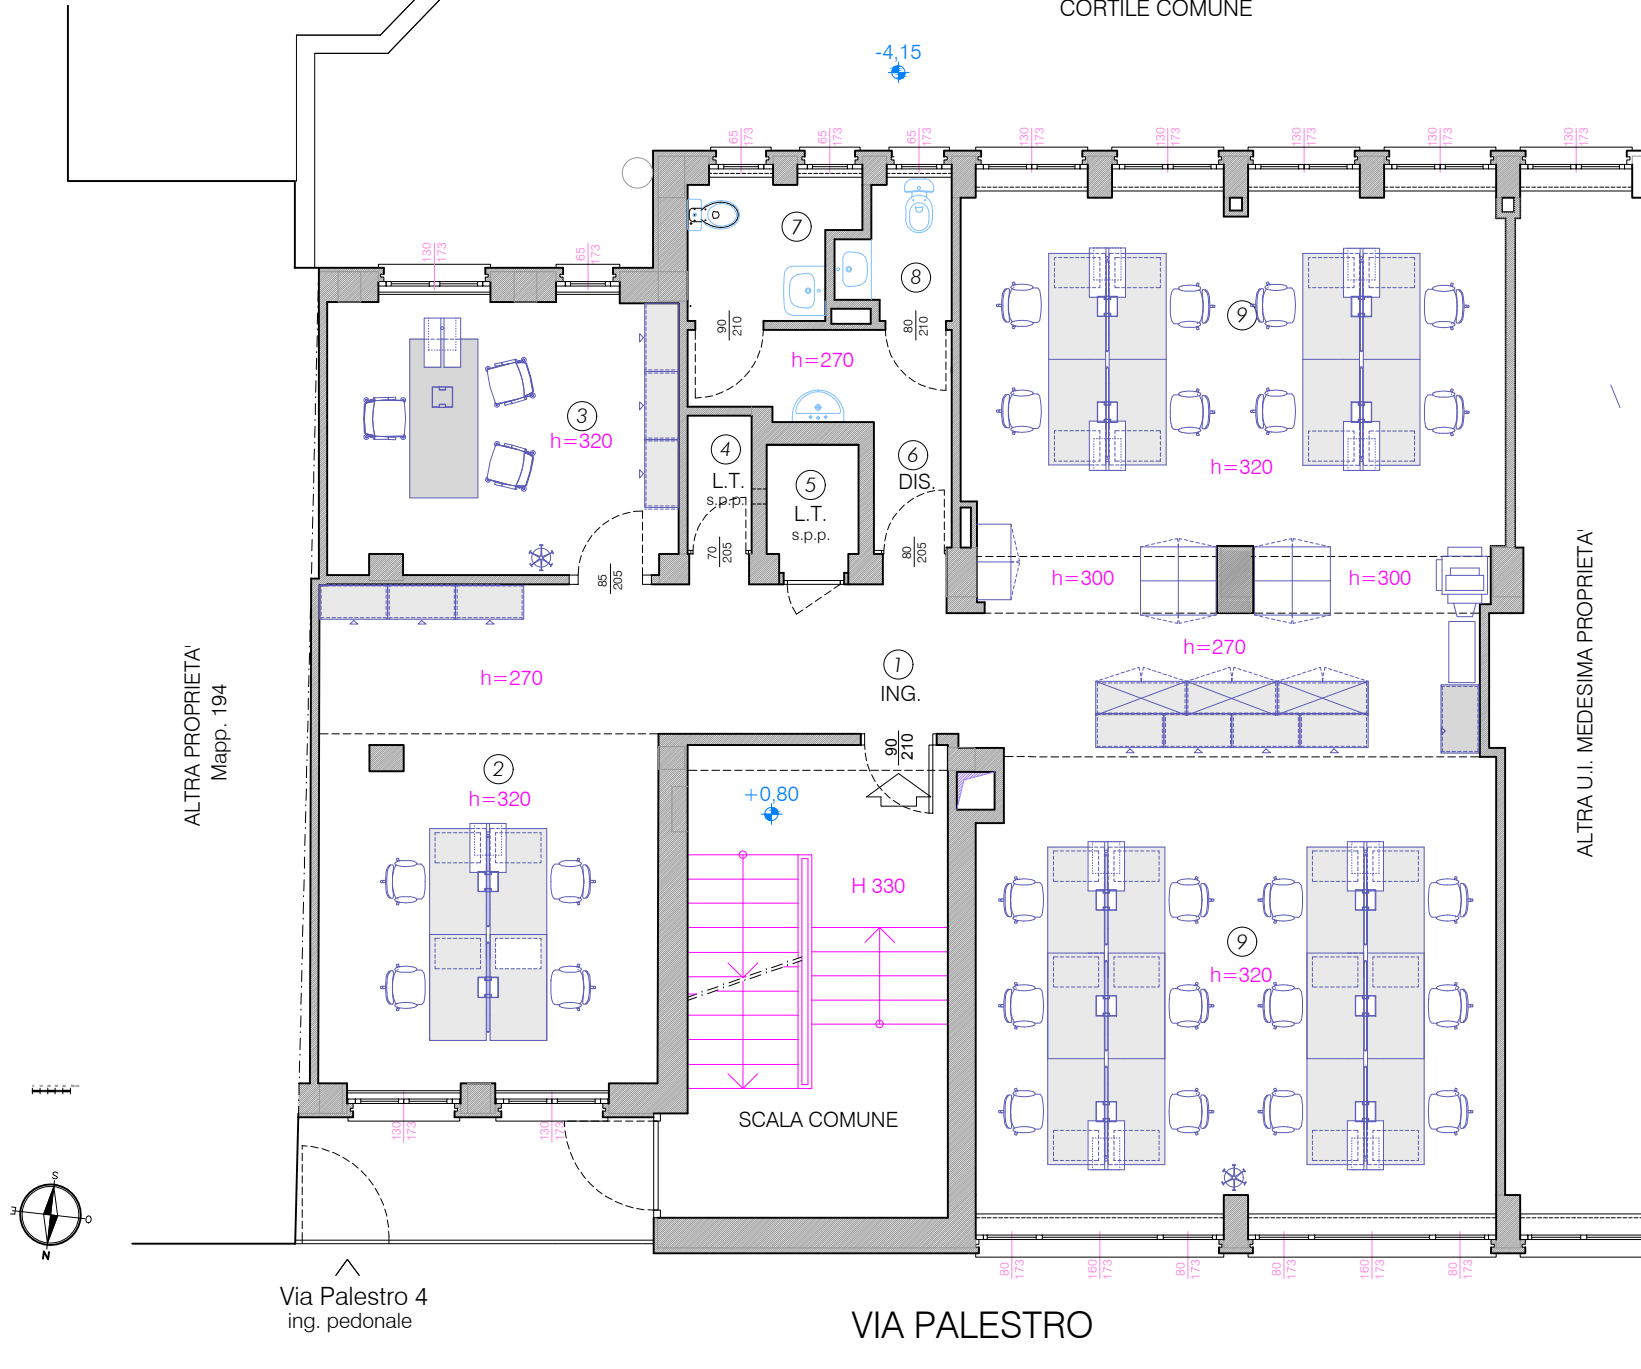 CORTILE COMUNE
-4,15
65
173
65
173
65
173
130
173
130
173
130
173
130
173
130
173
130
173
65
173
7
8
9
90
210
80
210
h=270
3
h=320
4
L.T.
s.p.p.
5
L.T.
s.p.p.
6
DIS.
h=320
70
205
80
205
85
205
h=300
h=300
h=270
1
ING.
h=270
ALTRA PROPRIETA'
Mapp. 194
ALTRA U.I. MEDESIMA PROPRIETA'
90
210
2
h=320
+0,80
H 330
9
h=320
SCALA COMUNE
130
173
130
173
S
E
O
N
80
173
160
173
80
173
80
173
160
173
80
173
Via Palestro 4
ing. pedonale
VIA PALESTRO